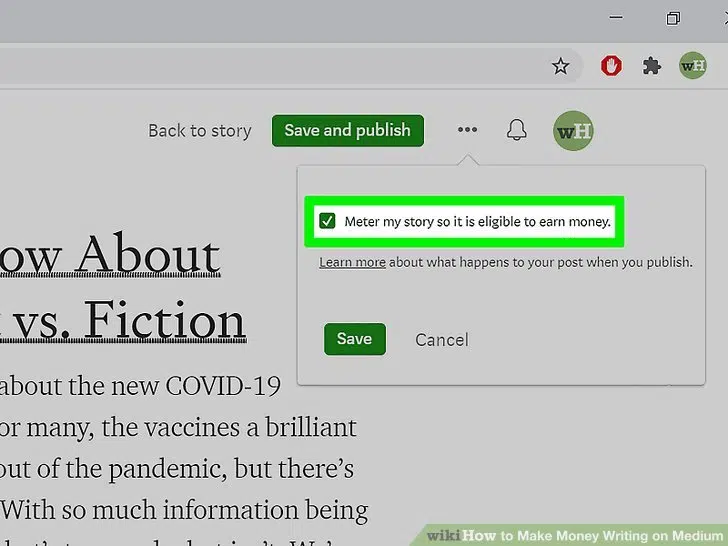 wH
Back to story
Save and publish
wH
Meter my story so it is eligible to earn money.
Learn more about what happens to your post when you publish.
Save
Cancel
ow About
vs. Fiction
about the new COVID-19
or many, the vaccines a brilliant
out of the pandemic, but there's
With so much information being
wikiHow to Make Money Writing on Medium